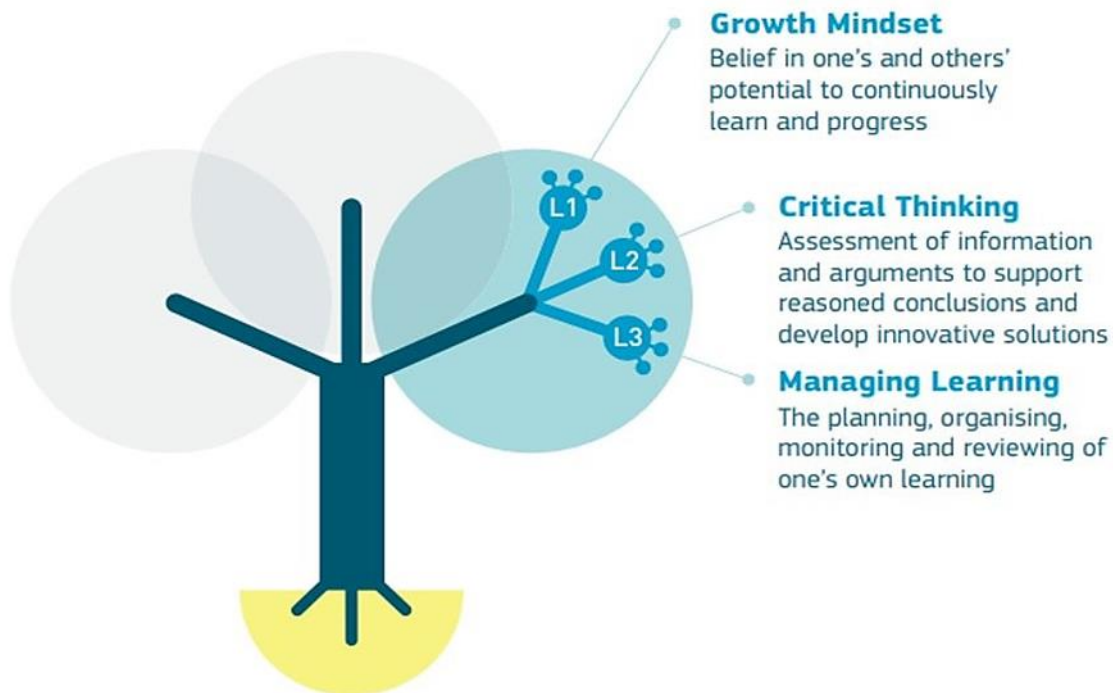 Growth Mindset
Belief in one's and others’
potential to continuously
learn and progress
L1
Critical Thinking
Assessment of information
and arguments to support
reasoned conclusions and
develop innovative solutions
L2
Managing Learning
The planning, organising,
monitoring and reviewing of
one's own learning
L3